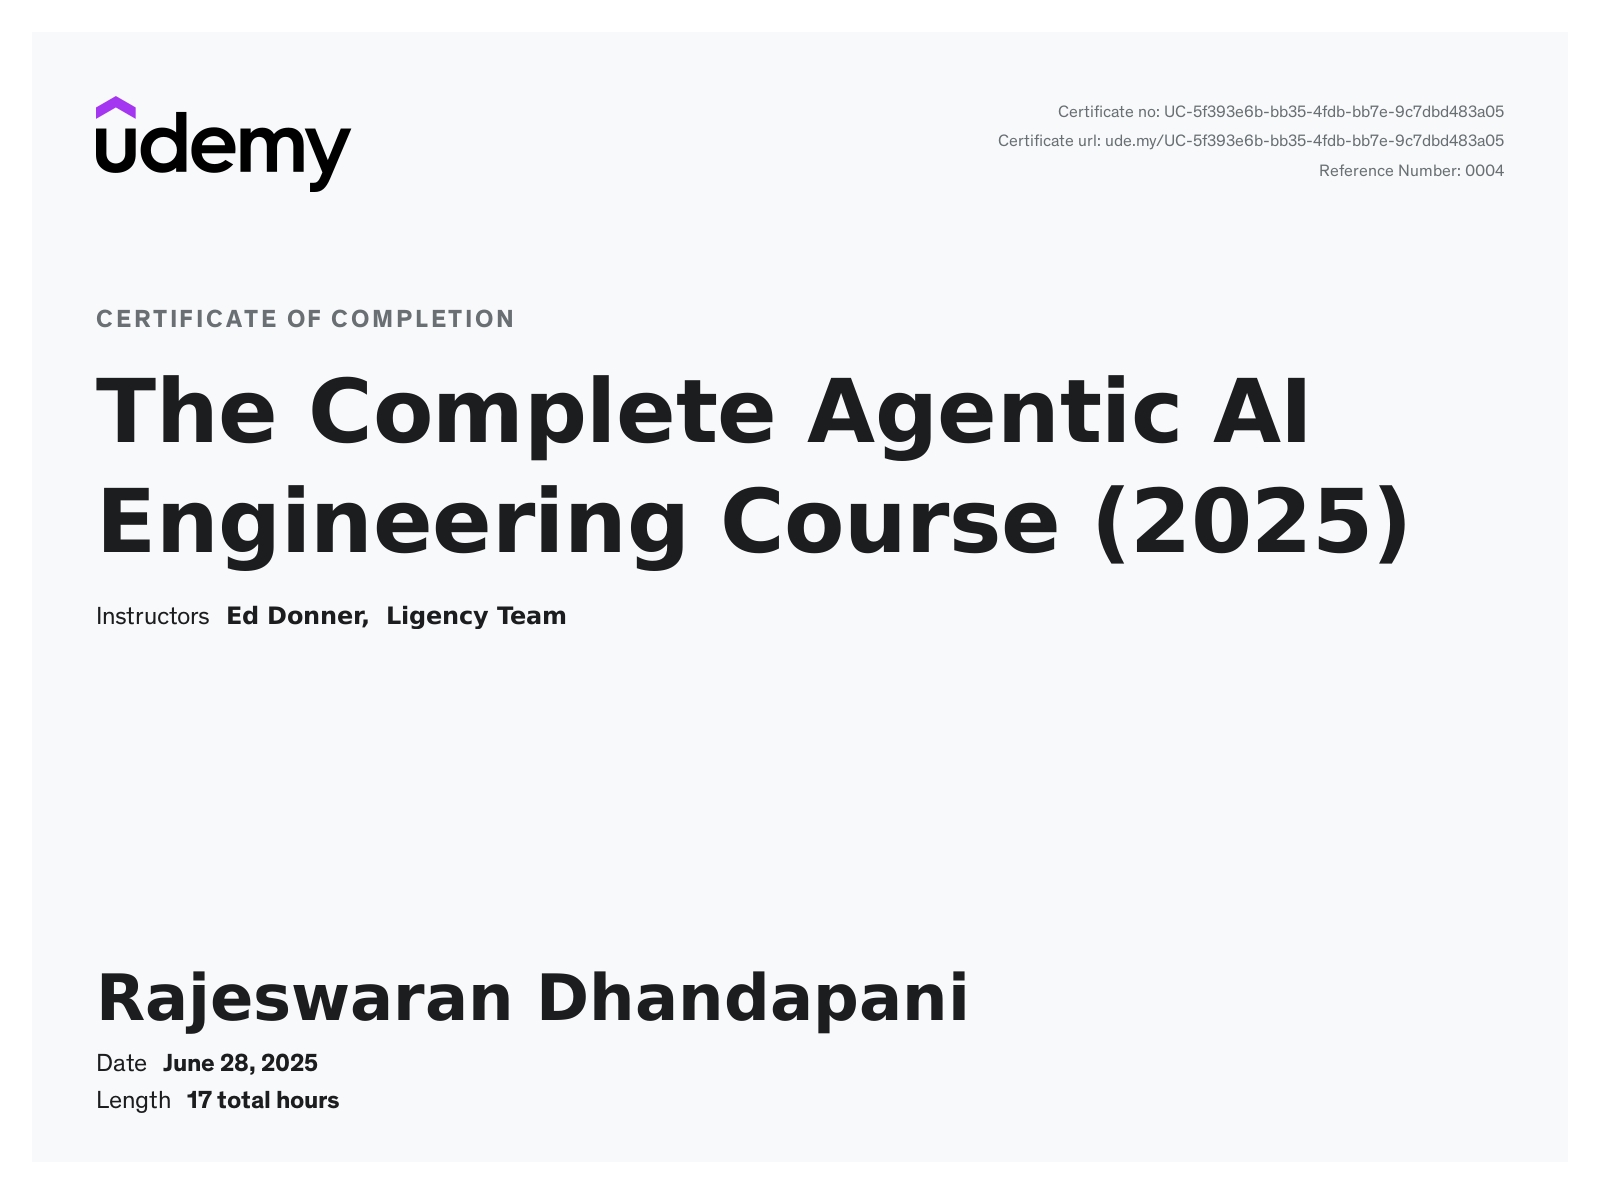 udemy
Certificate no: UC-5f393e6b-bb35-4fdb-bb7e-9c7dbd483a05
Certificate url: ude.my/UC-5f393e6b-bb35-4fdb-bb7e-9c7dbd483a05
Reference Number: 0004
CERTIFICATE OF COMPLETION
The Complete Agentic AI
Engineering Course (2025)
Instructors Ed Donner, Ligency Team
Rajeswaran Dhandapani
Date June 28, 2025
Length 17 total hours